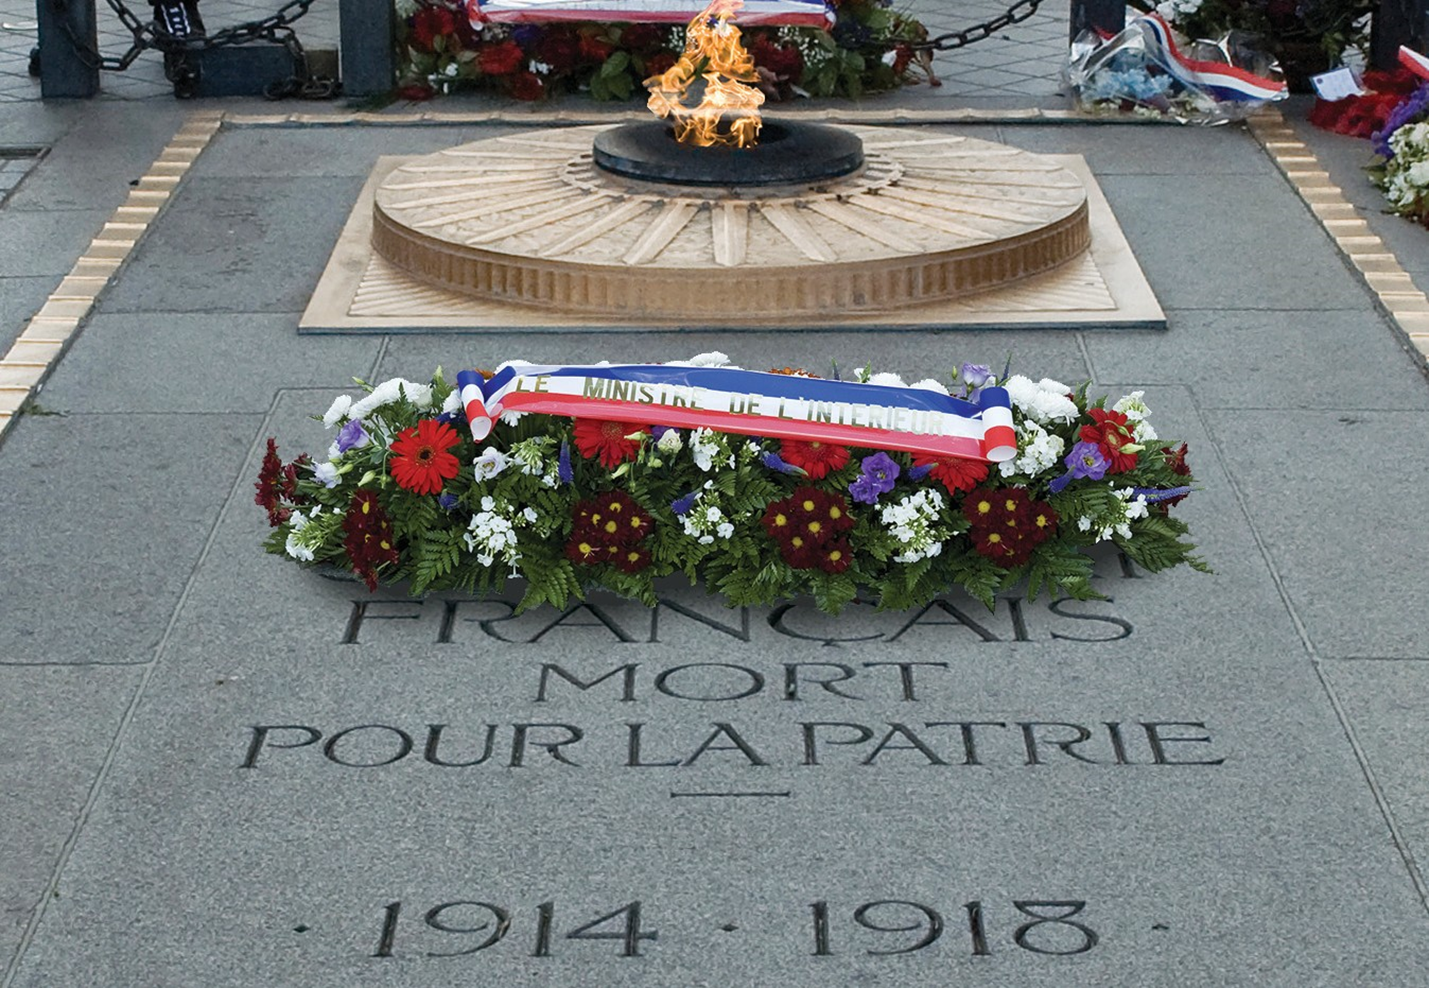 LE MINISTRE DE L'INTERIEUR
FRANÇAIS
MORT
POUR LA PATRIE
1914 · 1918